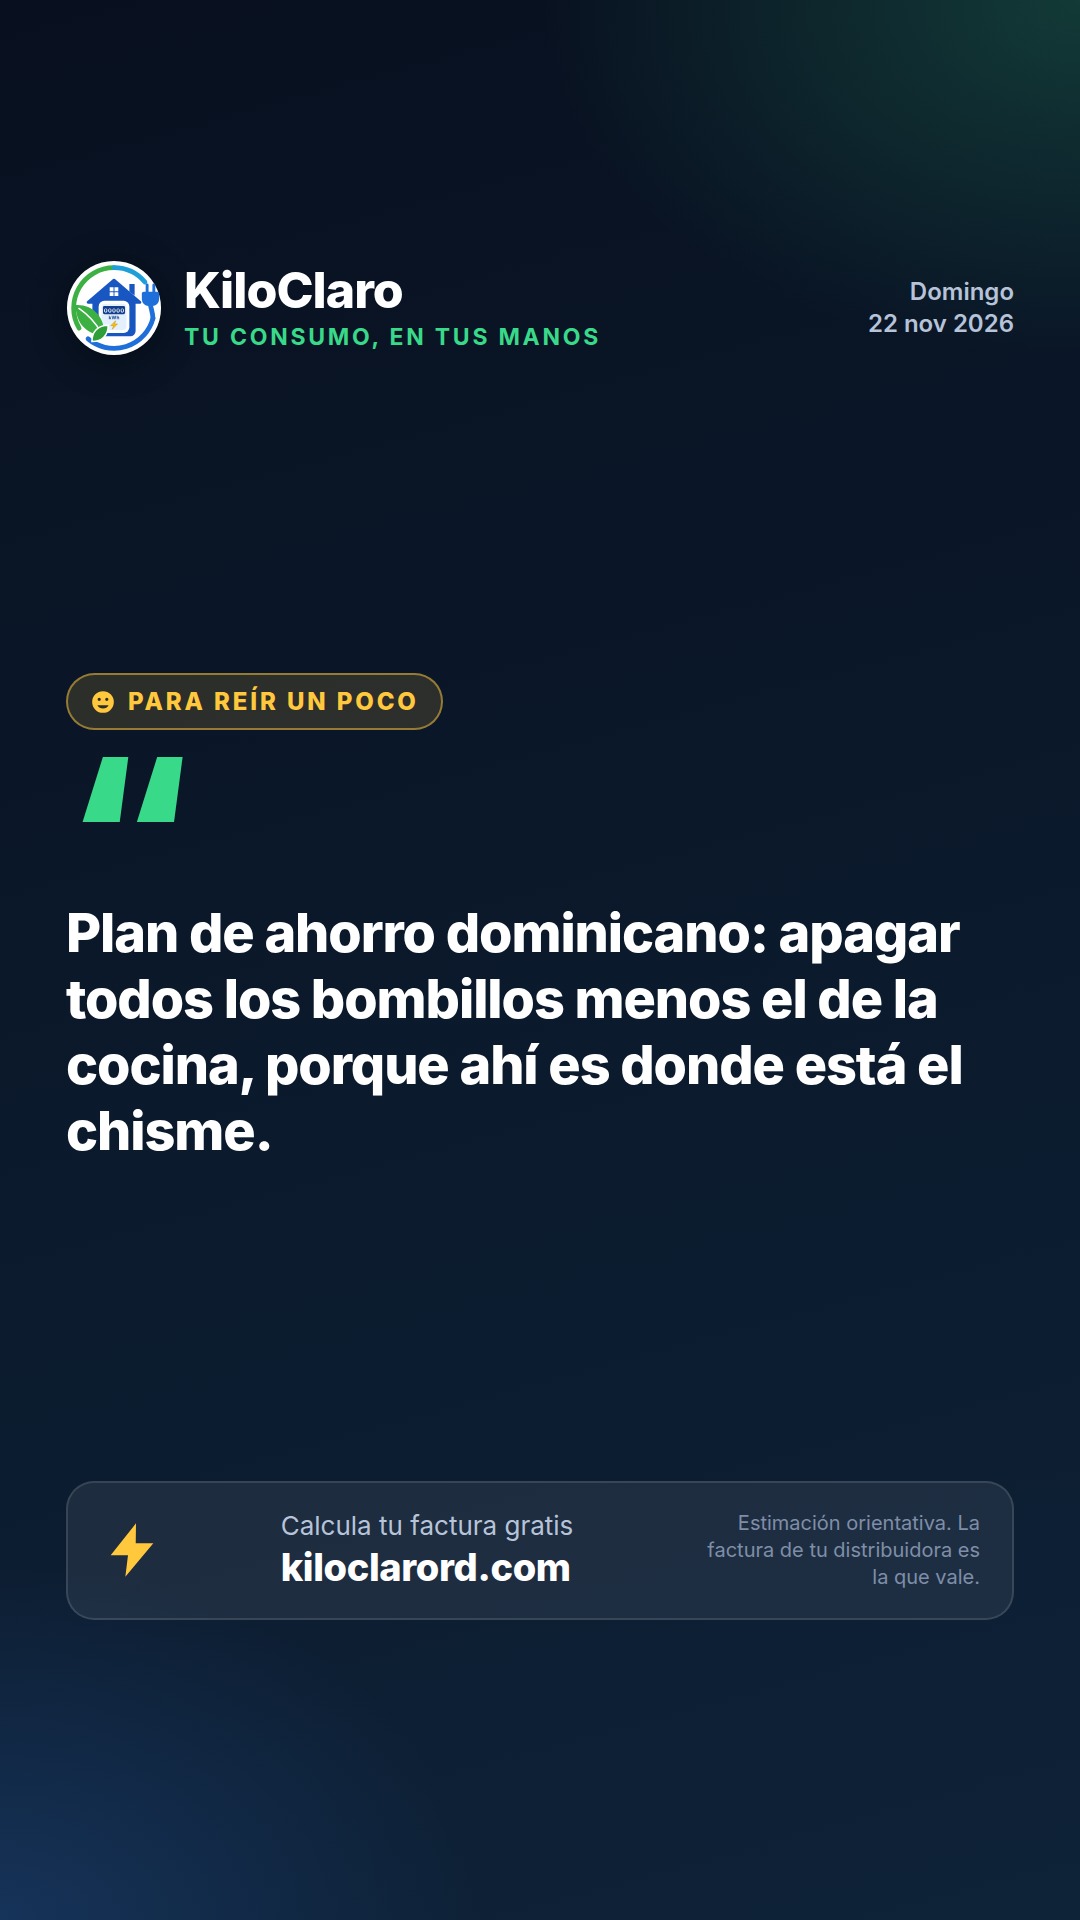 KiloClaro
TU CONSUMO, EN TUS MANOS
Domingo
22 nov 2026
PARA REÍR UN POCO
"
Plan de ahorro dominicano: apagar
todos los bombillos menos el de la
cocina, porque ahí es donde está el
chisme.
Calcula tu factura gratis
kiloclarord.com
Estimación orientativa. La
factura de tu distribuidora es
la que vale.